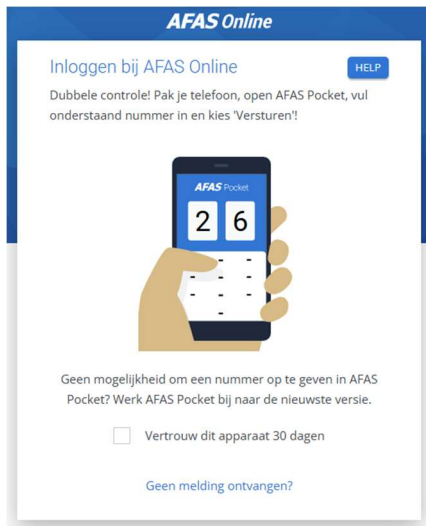 AFAS Online
Inloggen bij AFAS Online
HELP
Dubbele controle! Pak je telefoon, open AFAS Pocket, vul
onderstaand nummer in en kies 'Versturen'!
AFAS Pocket
2 6
Geen mogelijkheid om een nummer op te geven in AFAS
Pocket? Werk AFAS Pocket bij naar de nieuwste versie.
Vertrouw dit apparaat 30 dagen
Geen melding ontvangen?